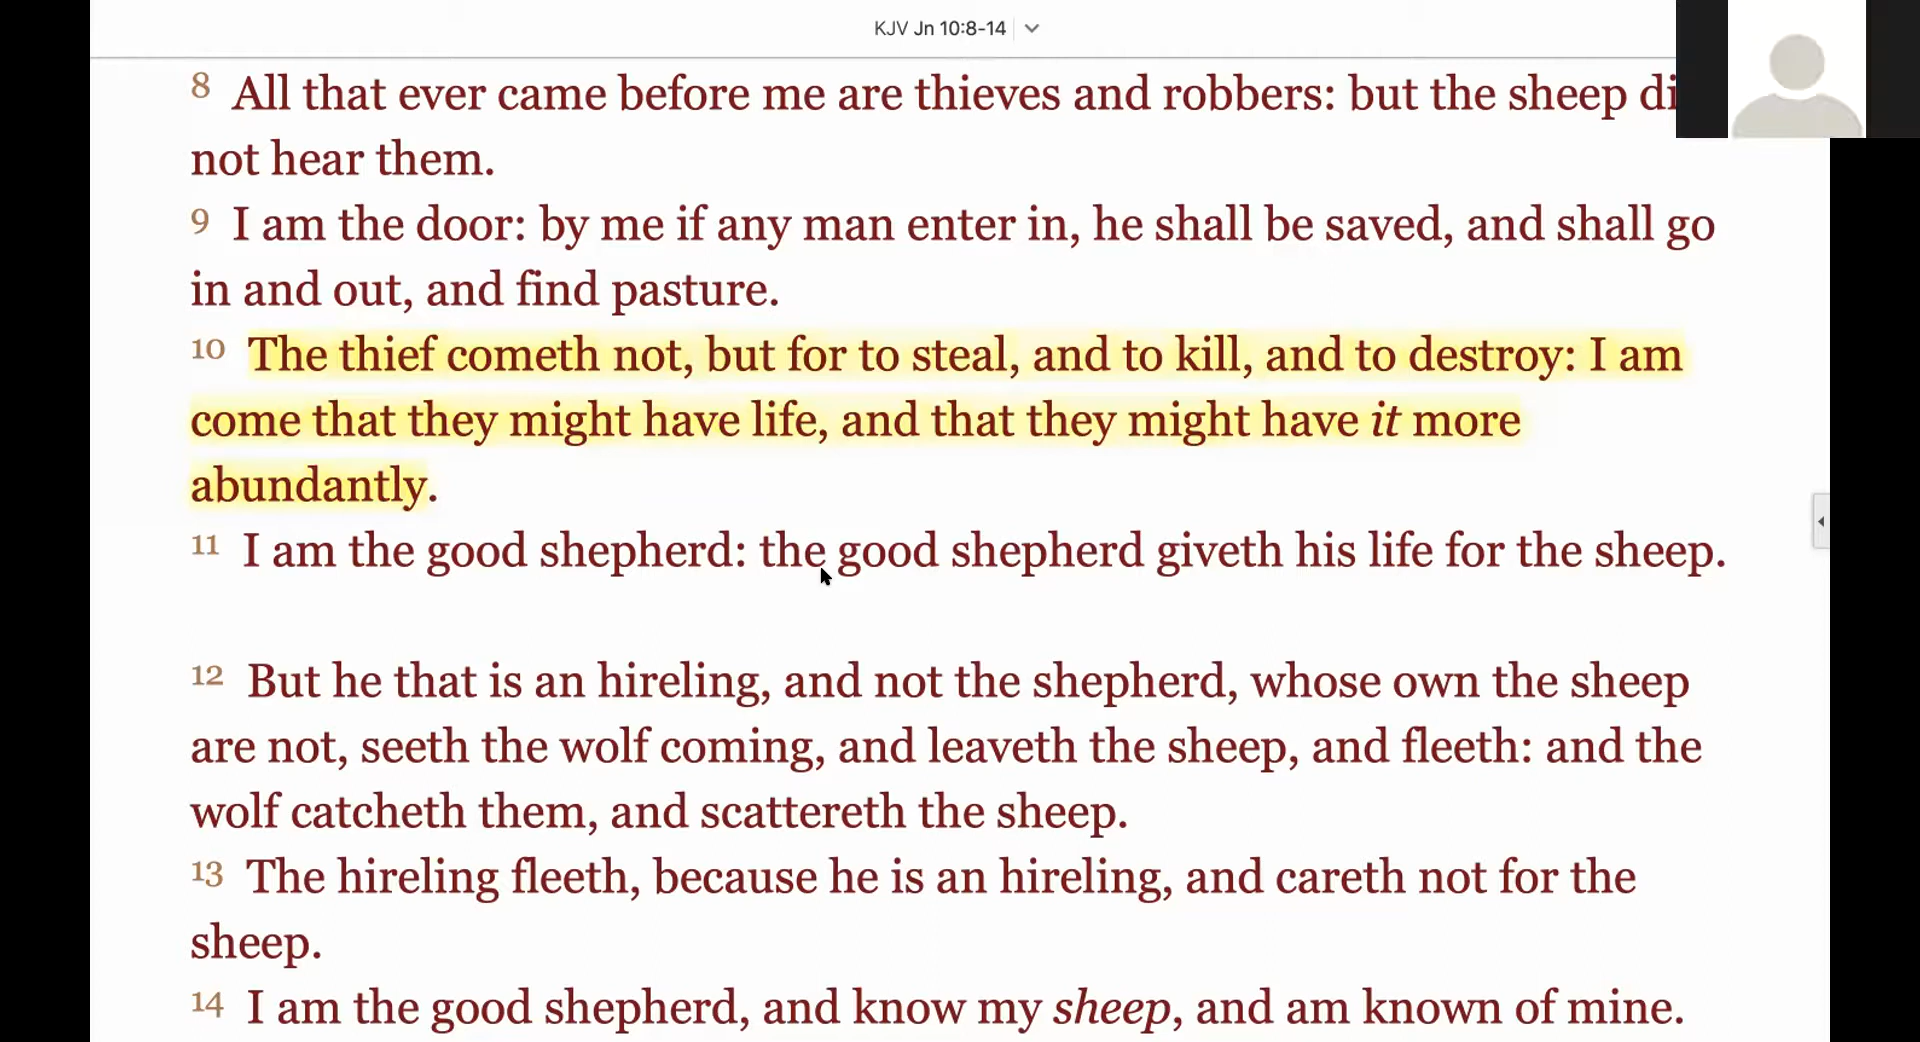 KJV Jn 10:8-14
8 All that ever came before me are thieves and robbers: but the sheep
not hear them.
9 I am the door: by me if any man enter in, he shall be saved, and shall go
in and out, and find pasture.
10 The thief cometh not, but for to steal, and to kill, and to destroy: I am
come that they might have life, and that they might have it more
abundantly.
11 I am the good shepherd: the good shepherd giveth his life for the sheep.
12 But he that is an hireling, and not the shepherd, whose own the sheep
are not, seeth the wolf coming, and leaveth the sheep, and fleeth: and the
wolf catcheth them, and scattereth the sheep.
13 The hireling fleeth, because he is an hireling, and careth not for the
sheep.
14 I am the good shepherd, and know my sheep, and am known of mine.